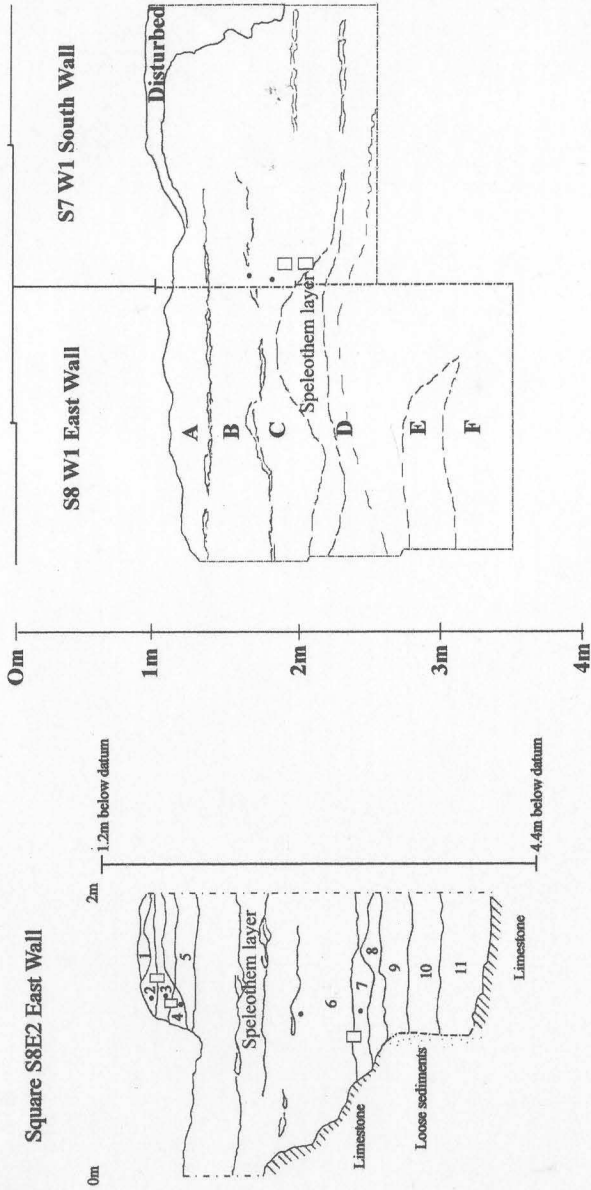 Square S8E2 East Wall
0m
2m
1.2m below datum
4.4m below datum
1
2
3
4
5
Speleothem layer
6
7
8
9
10
11
Limestone
Loose sediments
Limestone
Om
1m
2m
3m
4m
S8 W1 East Wall
S7 W1 South Wall
Disturbed
A
B
C
Speleothem layer
D
E
F